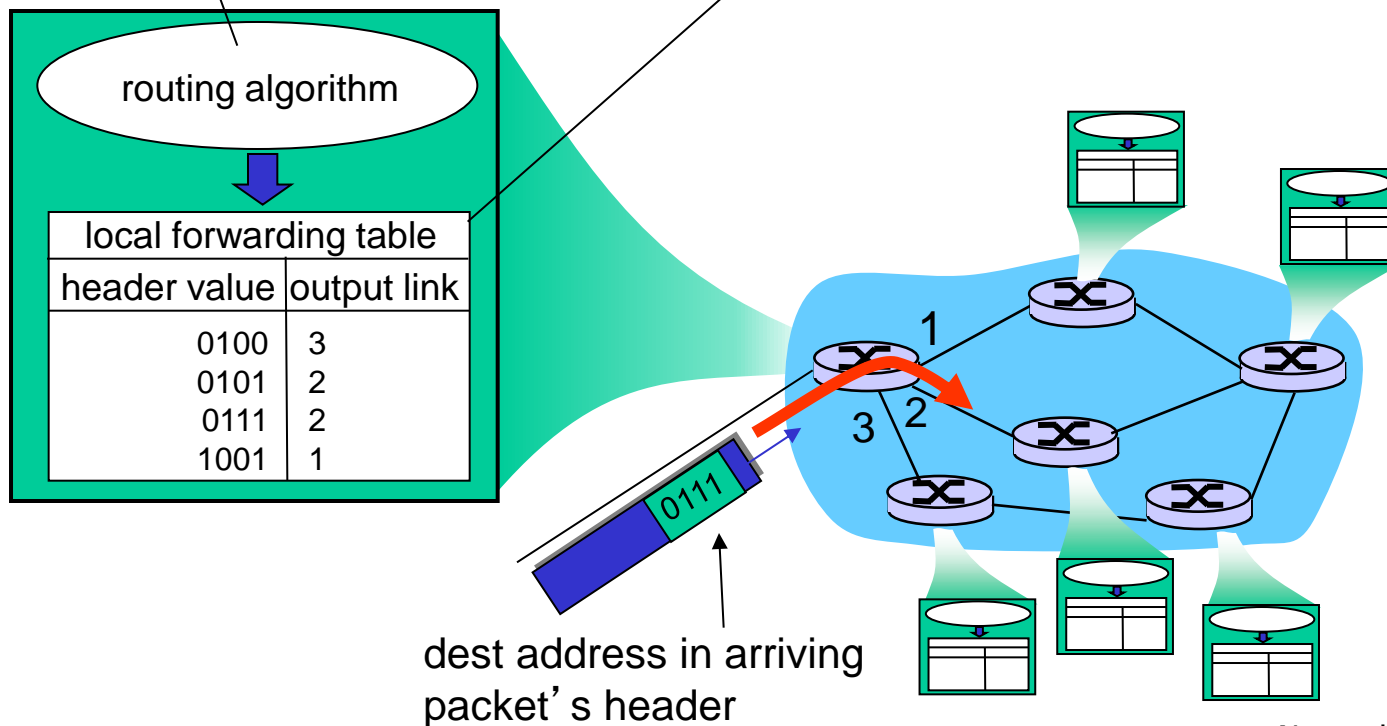 routing algorithm
local forwarding table
header value output link
0100 3
0101 2
0111 2
1001 1
1
2
3
0111
dest address in arriving
packet’s header